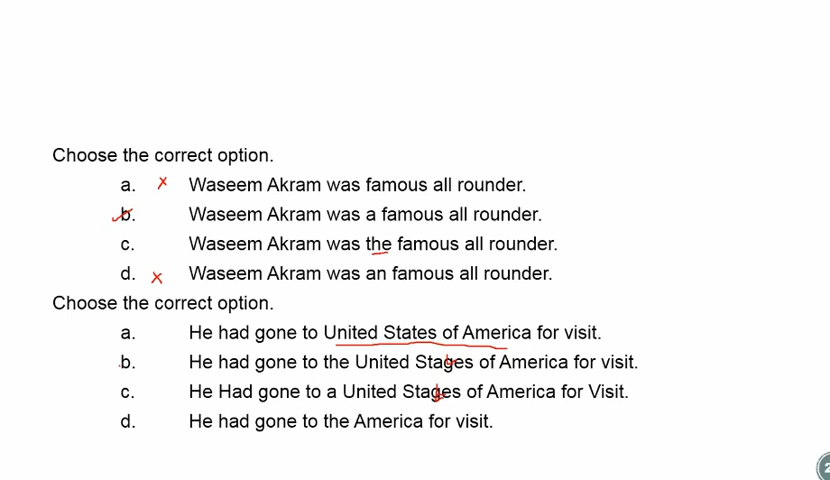 Choose the correct option.
a. Waseem Akram was famous all rounder.
b. Waseem Akram was a famous all rounder.
c. Waseem Akram was the famous all rounder.
d. Waseem Akram was an famous all rounder.
Choose the correct option.
a. He had gone to United States of America for visit.
b. He had gone to the United Stages of America for visit.
c. He Had gone to a United Stages of America for Visit.
d. He had gone to the America for visit.